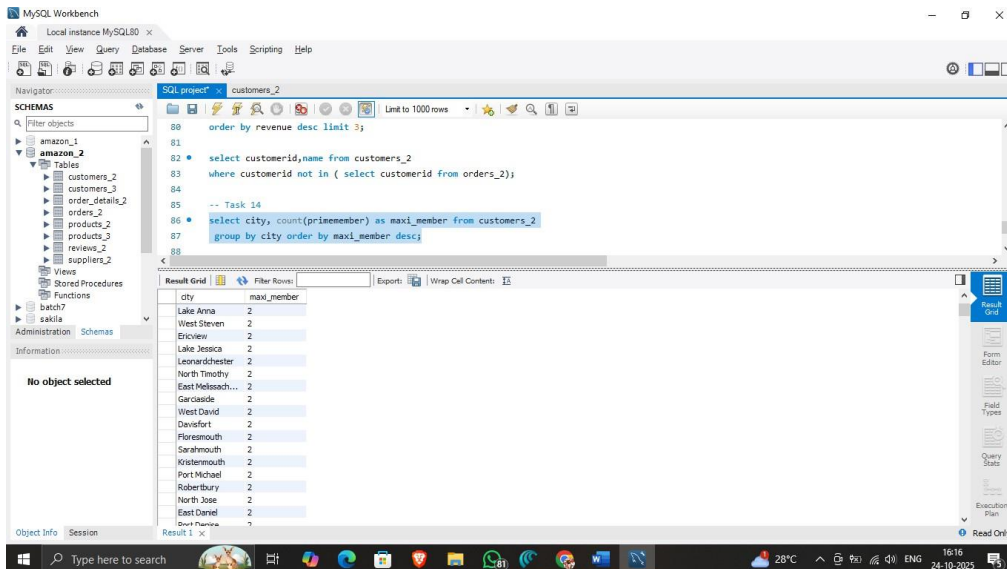 MySQL Workbench
Local instance MySQL80 ×
File Edit View Query Database Server Tools Scripting Help
Navigator
SCHEMAS
Filter objects
amazon_1
amazon_2
Tables
customers_2
customers_3
order_details_2
orders_2
products_2
products_3
reviews_2
suppliers_2
Views
Stored Procedures
Functions
batch7
sakila
Administration Schemas
Information
No object selected
Object Info Session
SQL project* × customers_2
Limit to 1000 rows
80 order by revenue desc limit 3;
81
82 select customerid,name from customers_2
83 where customerid not in ( select customerid from orders_2);
84
85 -- Task 14
86 select city, count(primemember) as maxi_member from customers_2
87 group by city order by maxi_member desc;
88
Result Grid Filter Rows: Export: Wrap Cell Content:
city maxi_member
Lake Anna 2
West Steven 2
Ericview 2
Lake Jessica 2
Leonardchester 2
North Timothy 2
East Melissach... 2
Garciaside 2
West David 2
Davisfort 2
Floresmouth 2
Sarahmouth 2
Kristenmouth 2
Port Michael 2
Robertbury 2
North Jose 2
East Daniel 2
Port Denise 2
Result 1 ×
Result Grid
Form Editor
Field Types
Query Stats
Execution Plan
Read Onl
Type here to search
81
28°C
ENG
16:16
24-10-2025